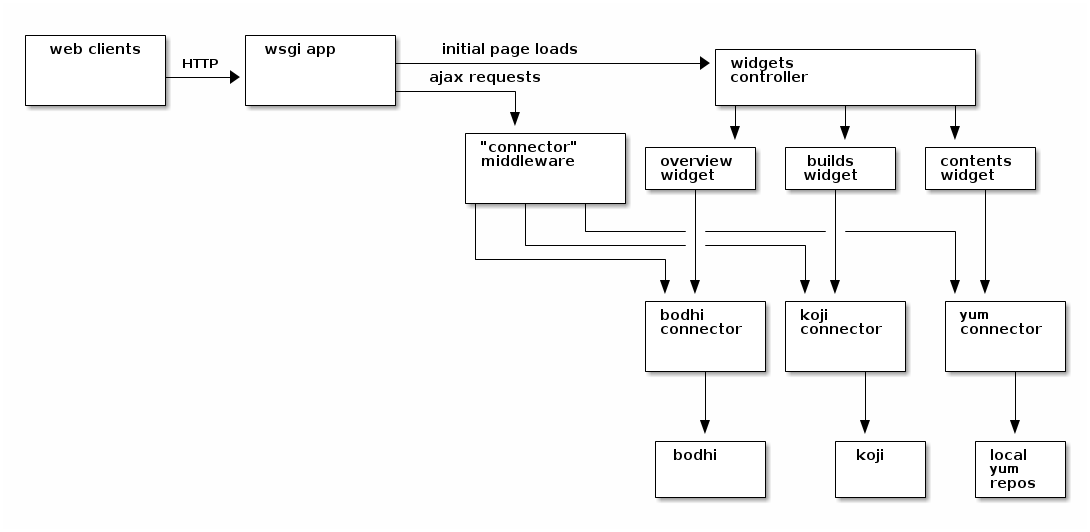 web clients
HTTP
wsgi app
initial page loads
ajax requests
widgets
controller
"connector"
middleware
overview
widget
builds
widget
contents
widget
bodhi
connector
koji
connector
yum
connector
bodhi
koji
local
yum
repos